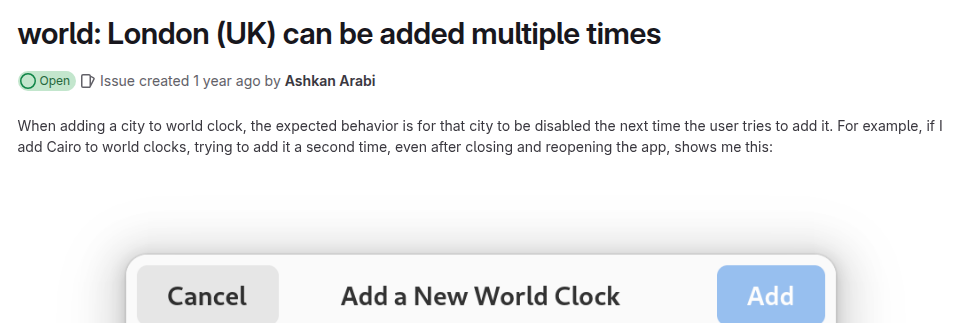 world: London (UK) can be added multiple times
Open Issue created 1 year ago by Ashkan Arabi
When adding a city to world clock, the expected behavior is for that city to be disabled the next time the user tries to add it. For example, if I
add Cairo to world clocks, trying to add it a second time, even after closing and reopening the app, shows me this:
Cancel Add a New World Clock Add